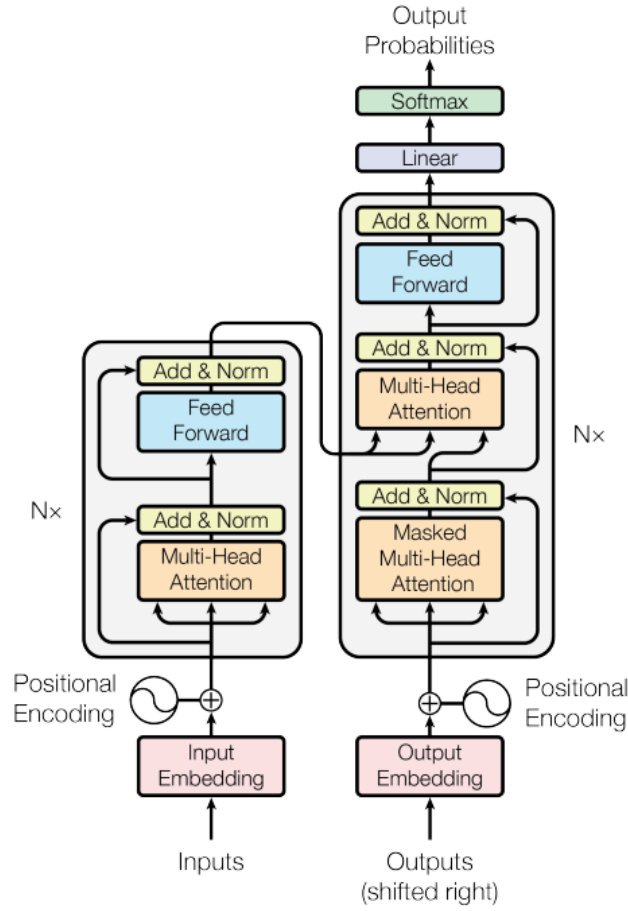 Output
Probabilities
Softmax
Linear
Add & Norm
Feed
Forward
Add & Norm
Multi-Head
Attention
Nx
Add & Norm
Masked
Multi-Head
Attention
Add & Norm
Feed
Forward
Nx
Add & Norm
Multi-Head
Attention
Positional
Encoding
Positional
Encoding
Input
Embedding
Output
Embedding
Inputs
Outputs
(shifted right)